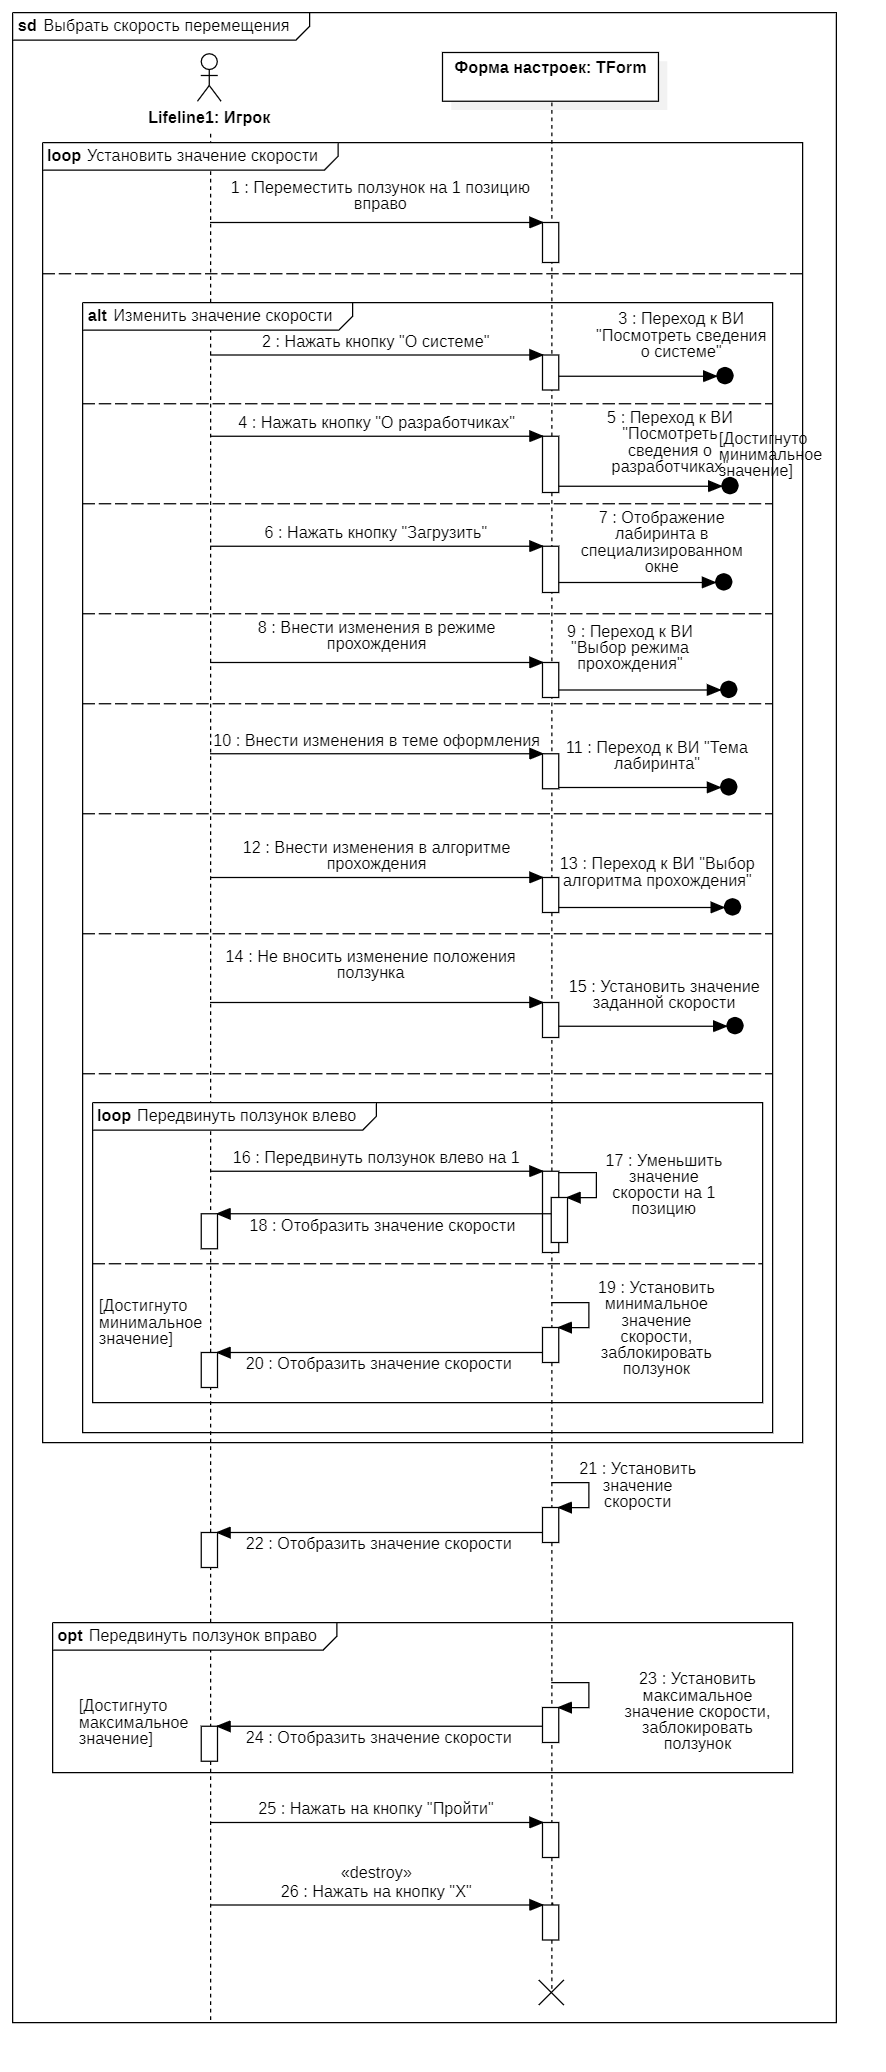 sd Выбрать скорость перемещения
Форма настроек: TForm
Lifeline1: Игрок
loop Установить значение скорости
1 : Переместить ползунок на 1 позицию
вправо
alt Изменить значение скорости
2 : Нажать кнопку "О системе"
3 : Переход к ВИ
"Посмотреть сведения
о системе"
4 : Нажать кнопку "О разработчиках"
5 : Переход к ВИ
"Посмотреть
сведения о
разработчиках"
[Достигнуто
минимальное
значение]
6 : Нажать кнопку "Загрузить"
7 : Отображение
лабиринта в
специализированном
окне
8 : Внести изменения в режиме
прохождения
9 : Переход к ВИ
"Выбор режима
прохождения"
10 : Внести изменения в теме оформления
11 : Переход к ВИ "Тема
лабиринта"
12 : Внести изменения в алгоритме
прохождения
13 : Переход к ВИ "Выбор
алгоритма прохождения"
14 : Не вносить изменение положения
ползунка
15 : Установить значение
заданной скорости
loop Передвинуть ползунок влево
16 : Передвинуть ползунок влево на 1
17 : Уменьшить
значение
скорости на 1
позицию
18 : Отобразить значение скорости
[Достигнуто
минимальное
значение]
19 : Установить
минимальное
значение
скорости,
заблокировать
ползунок
20 : Отобразить значение скорости
21 : Установить
значение
скорости
22 : Отобразить значение скорости
opt Передвинуть ползунок вправо
[Достигнуто
максимальное
значение]
23 : Установить
максимальное
значение скорости,
заблокировать
ползунок
24 : Отобразить значение скорости
25 : Нажать на кнопку "Пройти"
«destroy»
26 : Нажать на кнопку "X"